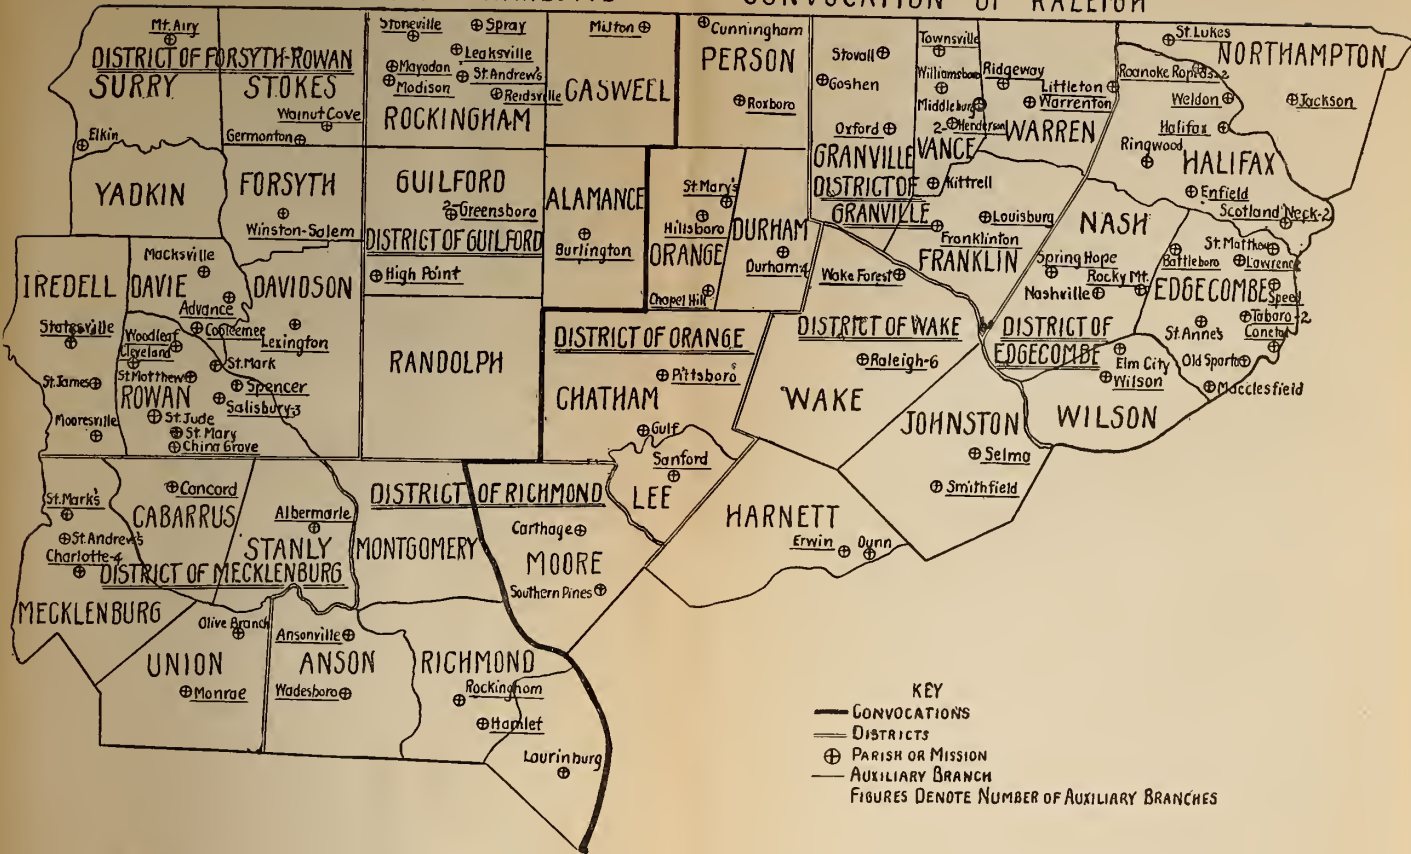 CONVOCATION OF RALEIGH
Mt. Airy
DISTRICT OF FORSYTH-ROWAN
SURRY
Elkin
STOKES
Walnut Cove
Germonton
Stoneville
Spray
Leaksville
Mayodan
St. Andrew's
Madison
Reidsville
ROCKINGHAM
Milton
CASWELL
Cunningham
PERSON
Roxboro
Stovall
Goshen
Oxford
GRANVILLE
DISTRICT OF
GRANVILLE
Townsville
Williamsboro
Middleburg
2-Henderson
VANCE
Kittrell
Ridgeway
Littleton
Warrenton
WARREN
St. Lukes
NORTHAMPTON
Roanoke Rapids-2
Weldon
Jackson
Halifax
Ringwood
HALIFAX
Enfield
Scotland Neck-2
YADKIN
FORSYTH
Winston-Salem
GUILFORD
2-Greensboro
DISTRICT OF GUILFORD
High Point
ALAMANCE
Burlington
St. Mary's
Hillsboro
ORANGE
Chapel Hill
DURHAM
Durham-4
Louisburg
Franklinton
FRANKLIN
NASH
Spring Hope
Rocky Mt.
Nashville
Battleboro
St. Matthew
Lawrence
EDGECOMBE
Speed
Taboro-2
St. Anne's
Conetoe
Old Sparta
Macclesfield
IREDELL
Statesville
St. James
Mooresville
Macksville
DAVIE
Advance
Cooleemee
DAVIDSON
Lexington
Woodleaf
Cleveland
St. Mark
St. Matthew
Spencer
ROWAN
Salisbury-3
St. Jude
St. Mary
China Grove
RANDOLPH
DISTRICT OF ORANGE
Pittsboro
CHATHAM
Gulf
Sanford
LEE
Wake Forest
DISTRICT OF WAKE
Raleigh-6
WAKE
DISTRICT OF
EDGECOMBE
Elm City
Wilson
WILSON
JOHNSTON
Selma
Smithfield
HARNETT
Erwin
Dunn
St. Mark's
St. Andrew's
Charlotte-4
DISTRICT OF MECKLENBURG
MECKLENBURG
Concord
CABARRUS
Albermarle
STANLY
DISTRICT OF RICHMOND
MONTGOMERY
Carthage
MOORE
Southern Pines
Olive Branch
UNION
Monroe
Ansonville
ANSON
Wadesboro
RICHMOND
Rockingham
Hamlet
Laurinburg
KEY
CONVOCATIONS
DISTRICTS
PARISH OR MISSION
AUXILIARY BRANCH
FIGURES DENOTE NUMBER OF AUXILIARY BRANCHES